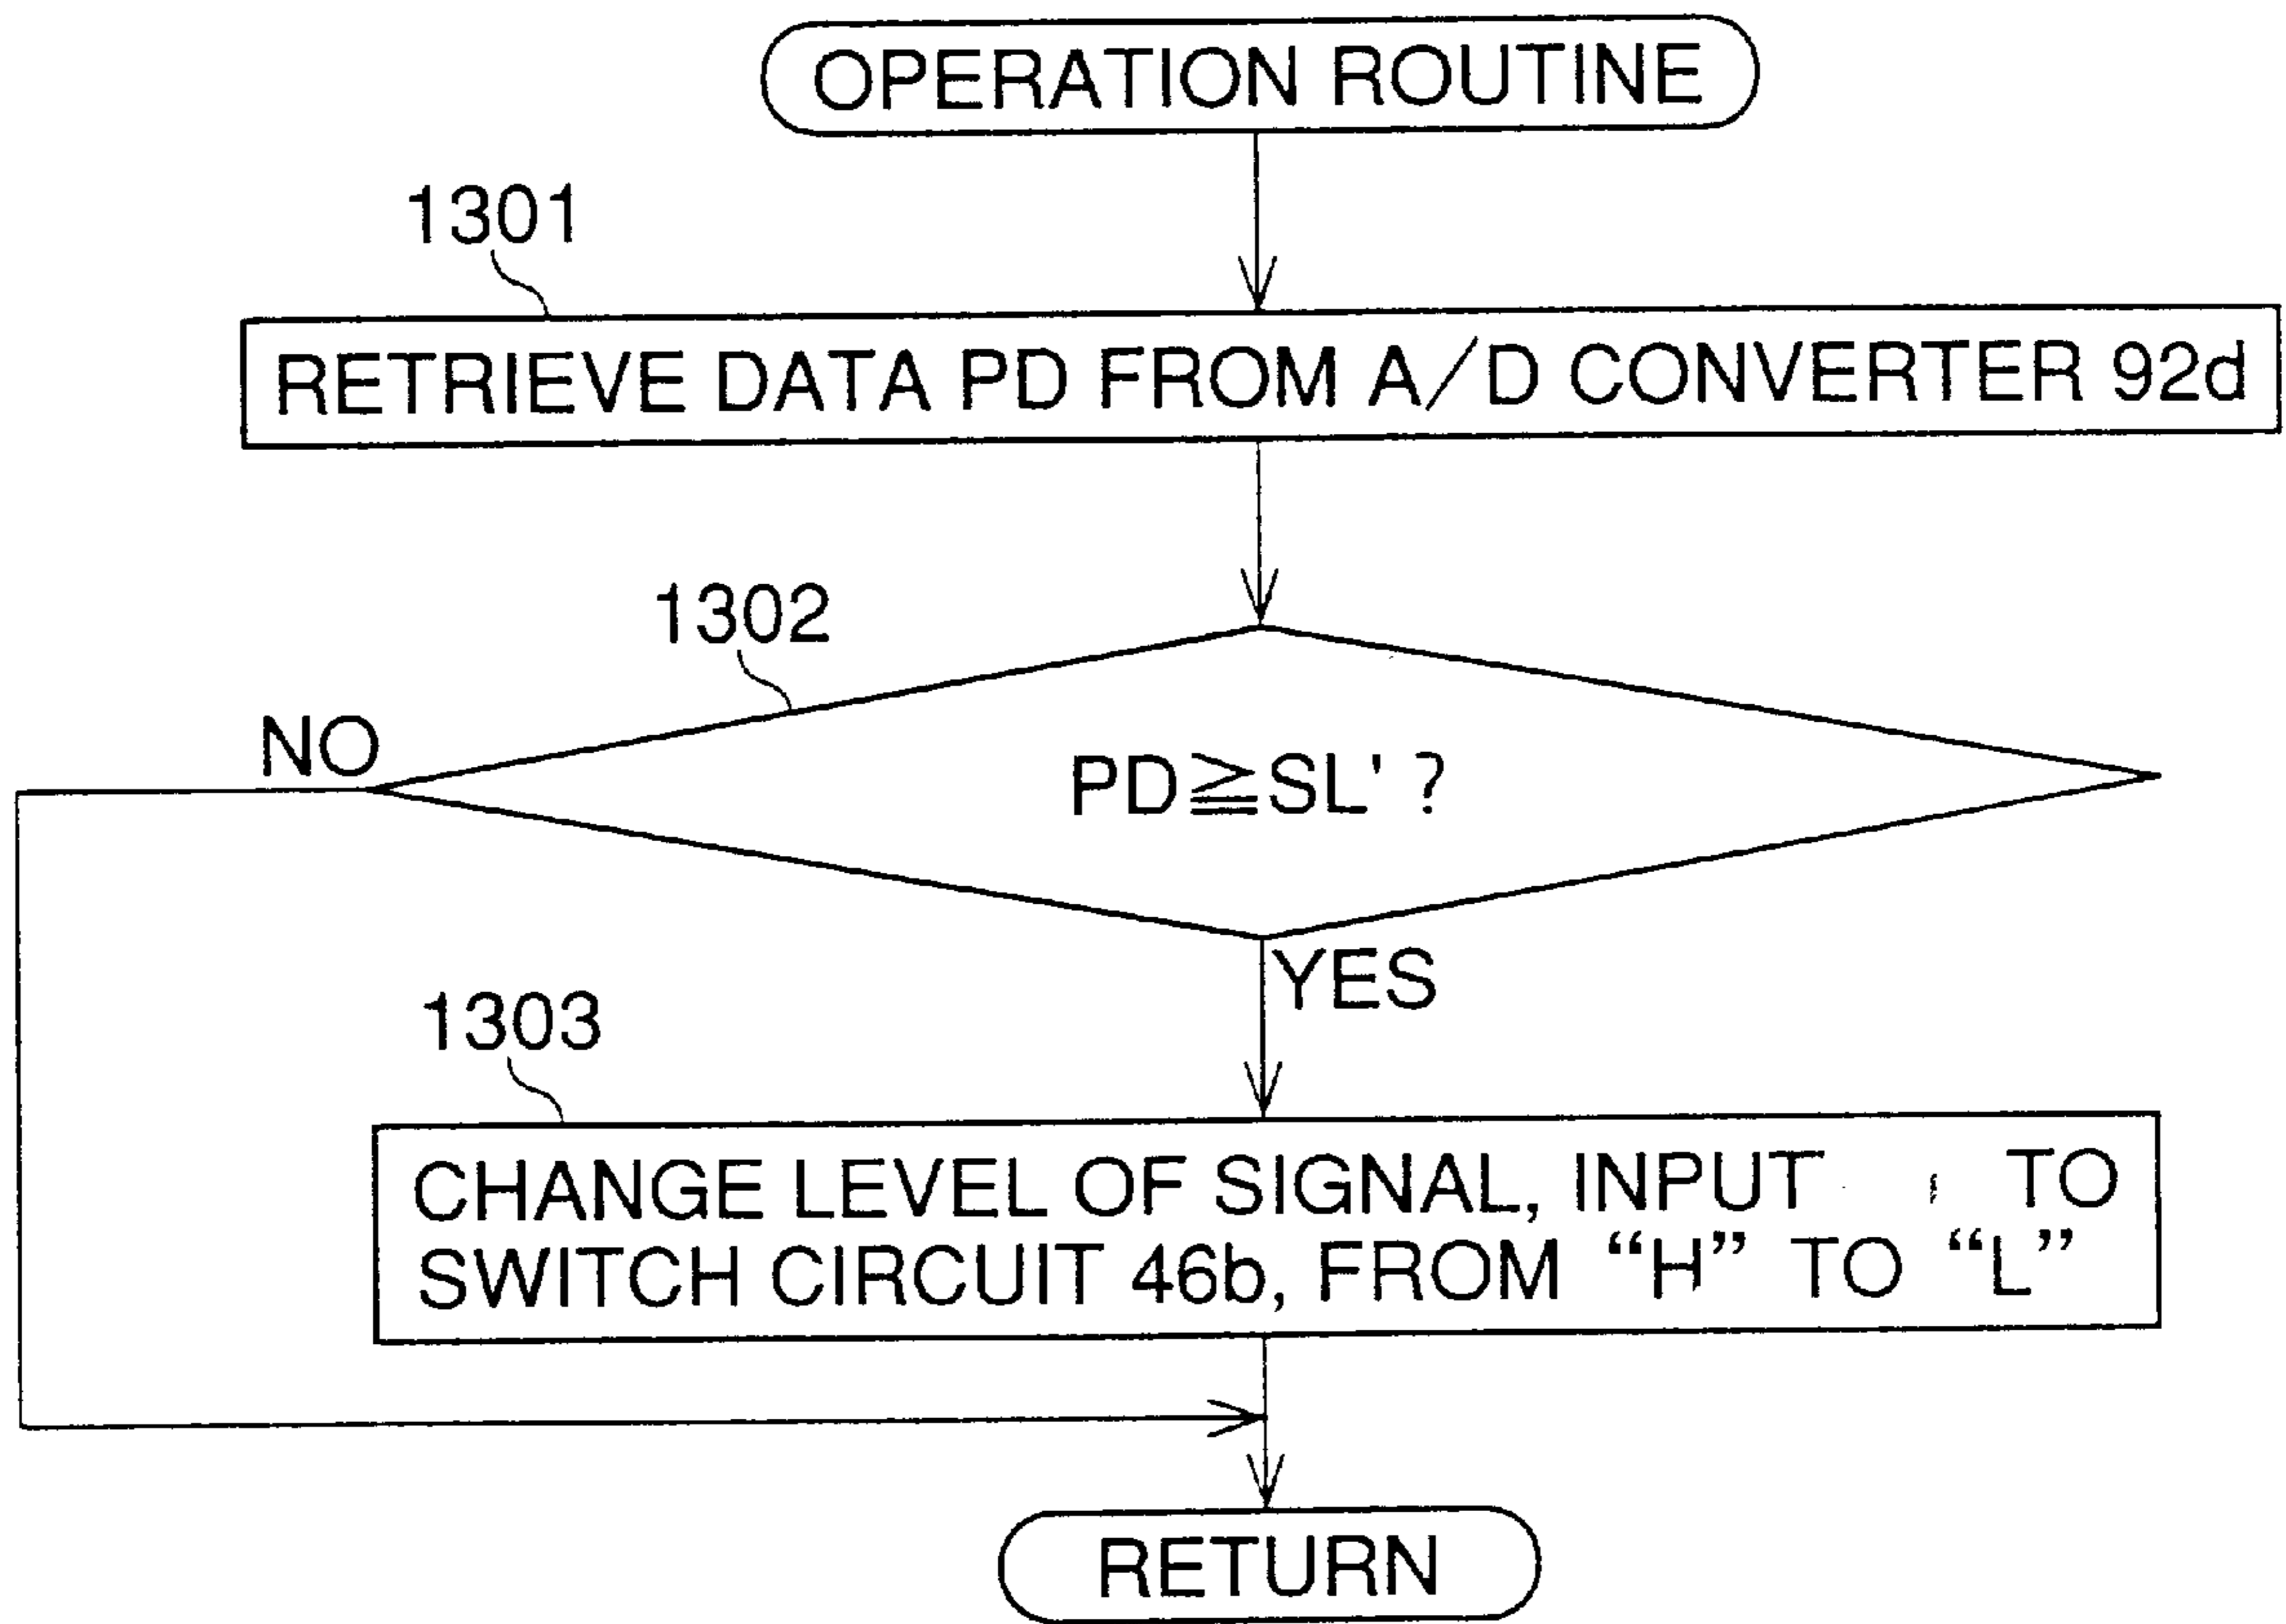 OPERATION ROUTINE
1301
RETRIEVE DATA PD FROM A/D CONVERTER 92d
1302
NO
PD≧SL' ?
YES
1303
CHANGE LEVEL OF SIGNAL, INPUT TO
SWITCH CIRCUIT 46b, FROM “H” TO “L”
RETURN